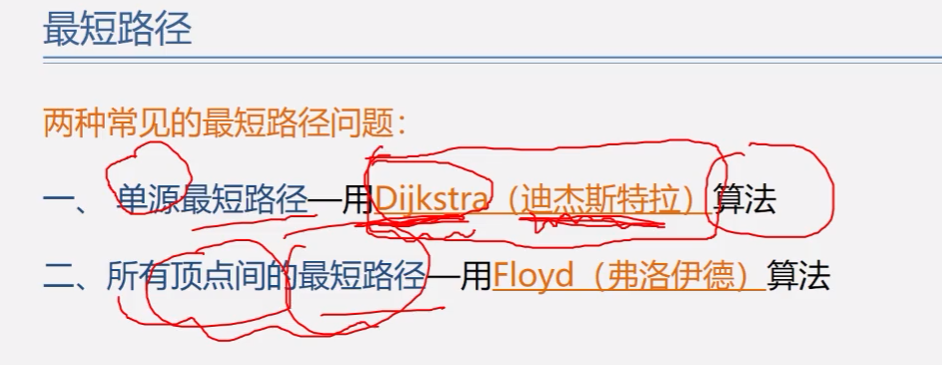 最短路径
两种常见的最短路径问题：
一、 单源最短路径—用Dijkstra（迪杰斯特拉）算法
二、所有顶点间的最短路径—用Floyd（弗洛伊德）算法